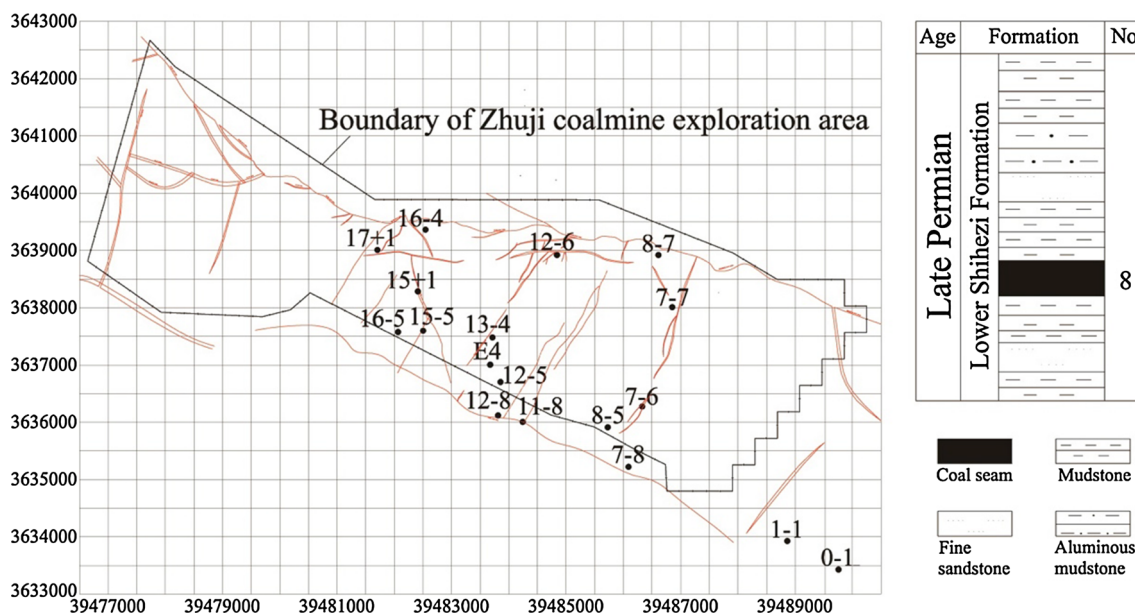 3643000
3642000
3641000
3640000
3639000
3638000
3637000
3636000
3635000
3634000
3633000
39477000 39479000 39481000 39483000 39485000 39487000 39489000
Boundary of Zhuji coalmine exploration area
16-4
17+1
12-6
8-7
15+1
7-7
16-5
15-5
13-4
E4
12-5
12-8
11-8
8-5
7-6
7-8
1-1
0-1
Age Formation No
Late Permian
Lower Shihezi Formation
8
Coal seam
Mudstone
Fine
sandstone
Aluminous
mudstone